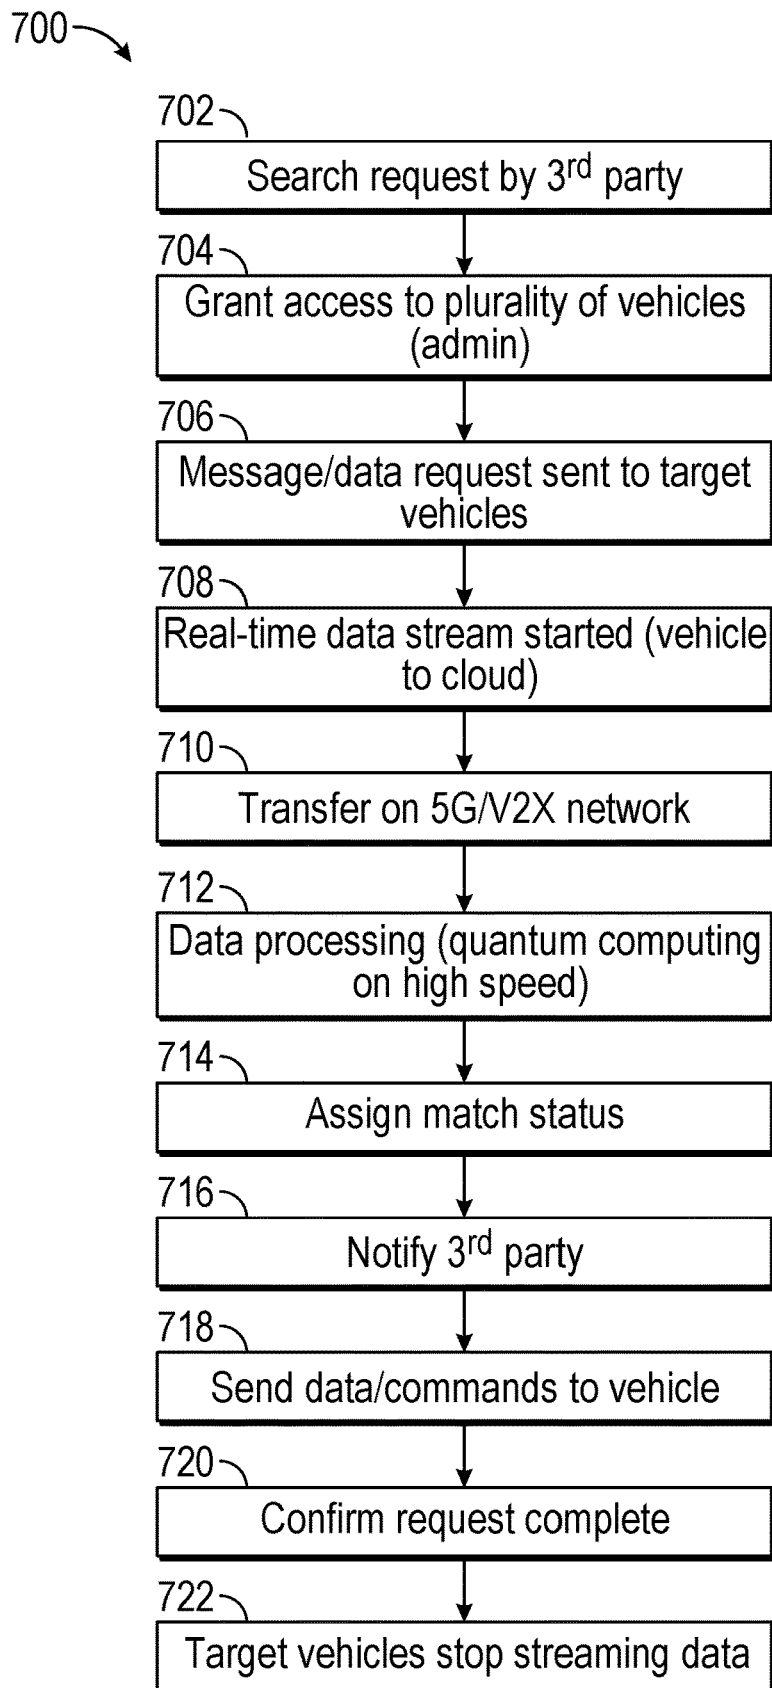 700
702
Search request by 3rd party
704
Grant access to plurality of vehicles
(admin)
706
Message/data request sent to target
vehicles
708
Real-time data stream started (vehicle
to cloud)
710
Transfer on 5G/V2X network
712
Data processing (quantum computing
on high speed)
714
Assign match status
716
Notify 3rd party
718
Send data/commands to vehicle
720
Confirm request complete
722
Target vehicles stop streaming data